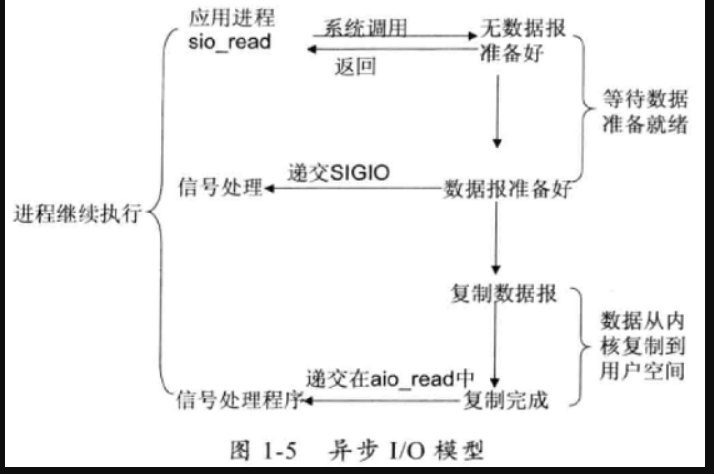 应用进程
sio_read
系统调用
无数据报
准备好
返回
等待数据
准备就绪
信号处理
递交SIGIO
数据报准备好
进程继续执行
复制数据报
数据从内
核复制到
用户空间
信号处理程序
递交在aio_read中
复制完成
图 1-5 异步 I/O 模型